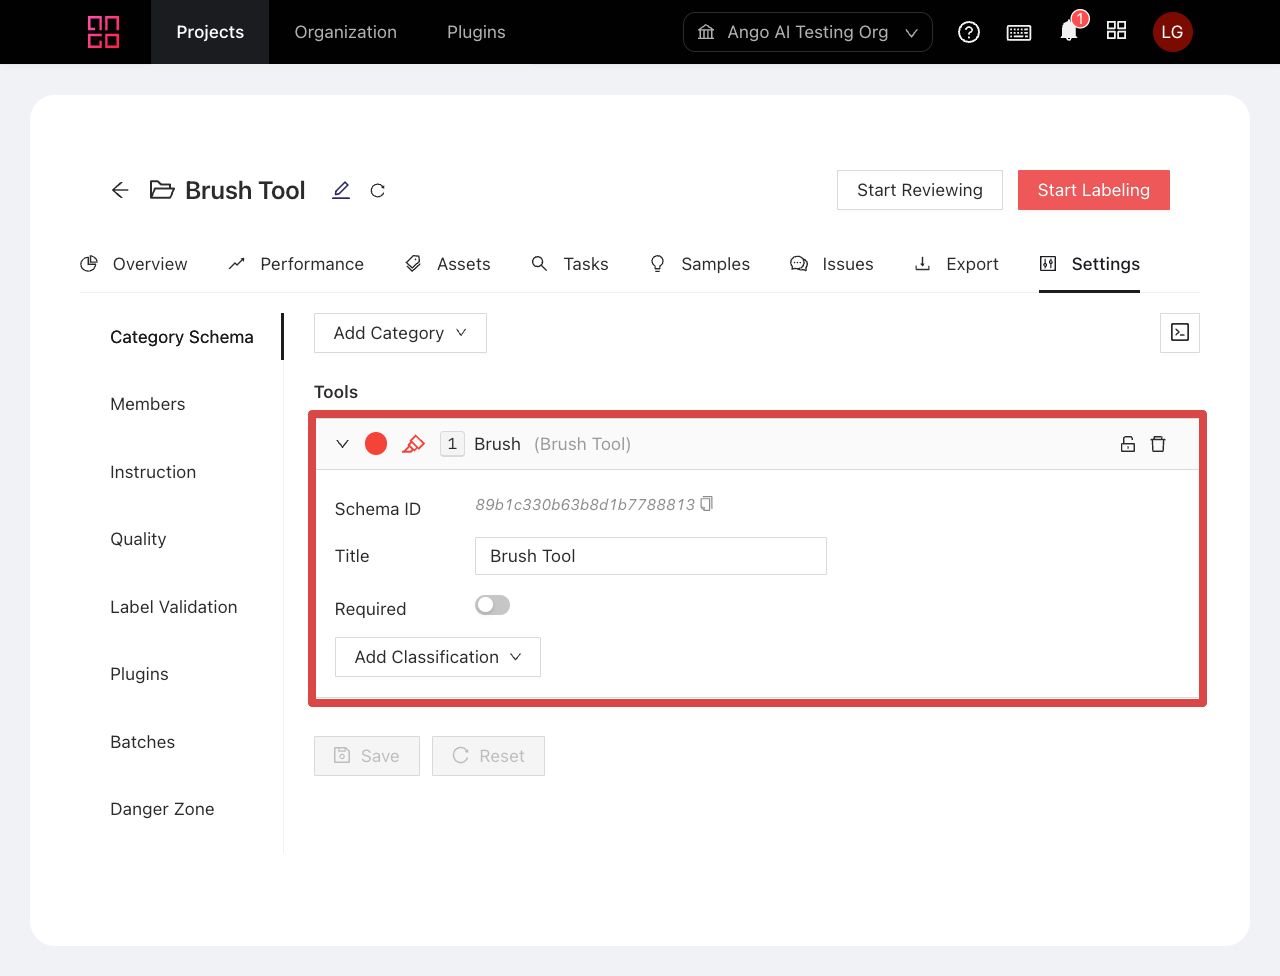 Projects Organization Plugins Ango AI Testing Org 1 LG
Brush Tool Start Reviewing Start Labeling
Overview Performance Assets Tasks Samples Issues Export Settings
Category Schema
Members
Instruction
Quality
Label Validation
Plugins
Batches
Danger Zone
Add Category
Tools
1 Brush (Brush Tool)
Schema ID 89b1c330b63b8d1b7788813
Title Brush Tool
Required
Add Classification
Save Reset